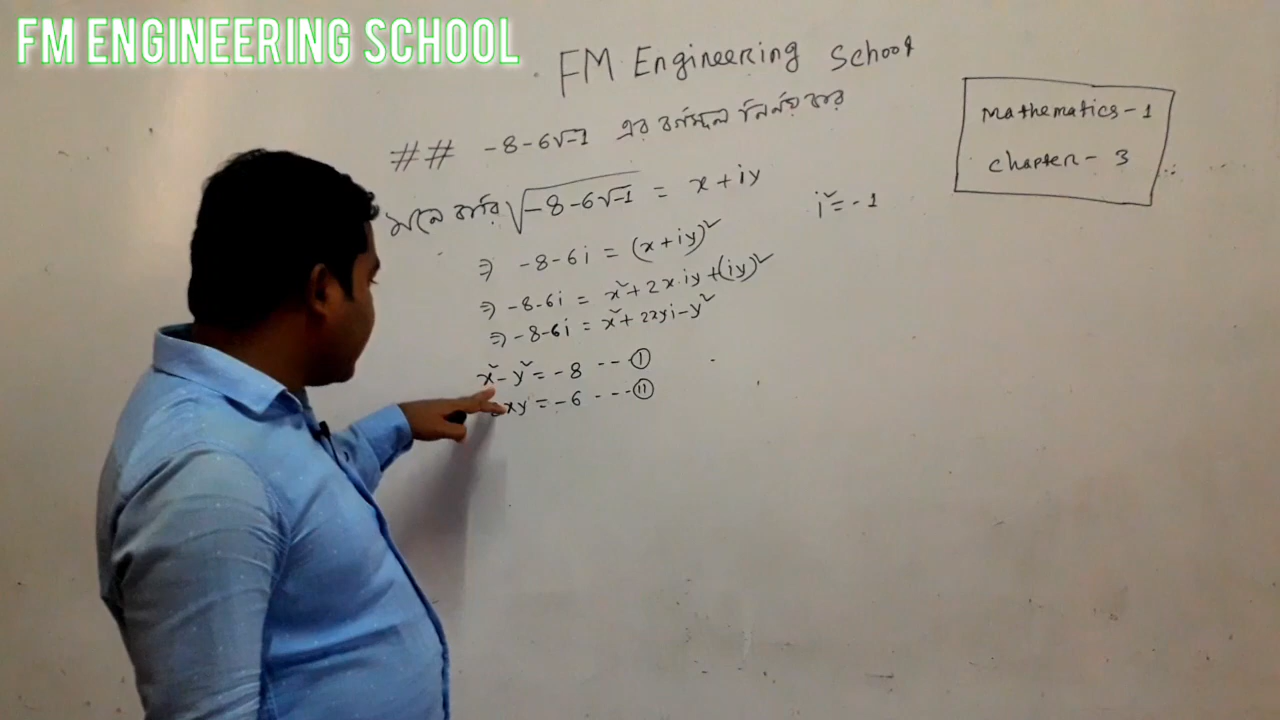 FM ENGINEERING SCHOOL
FM Engineering School
Mathematics-1
chapter-3
## -8-6√-1 এর বর্গমূল নির্ণয় কর
মনে করি √(-8-6√-1) = x+iy
i² = -1
⇒ -8-6i = (x+iy)²
⇒ -8-6i = x²+2x.iy+(iy)²
⇒ -8-6i = x²+2xyi-y²
x²-y² = -8 --- (I)
2xy = -6 --- (II)